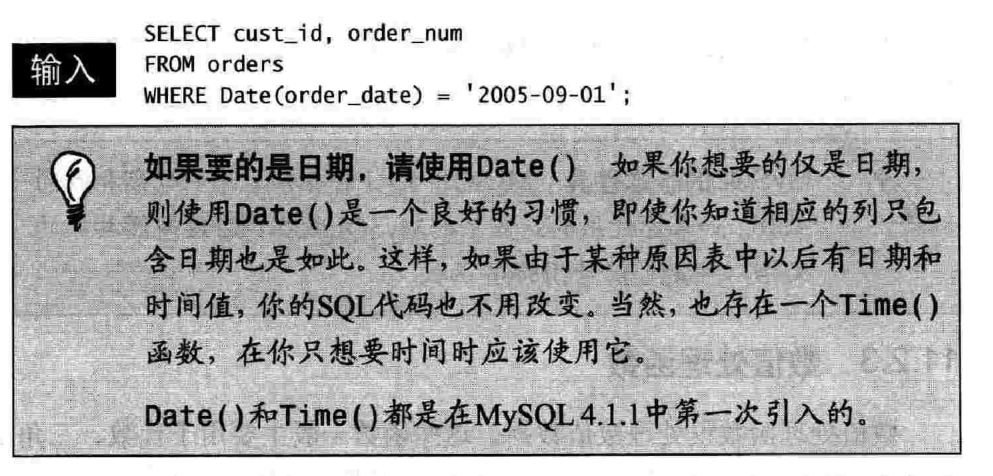 SELECT cust_id, order_num
输入
FROM orders
WHERE Date(order_date) = '2005-09-01';
如果要的是日期，请使用Date() 如果你想要的仅是日期，
则使用Date()是一个良好的习惯，即使你知道相应的列只包
含日期也是如此。这样，如果由于某种原因表中以后有日期和
时间值，你的SQL代码也不用改变。当然，也存在一个Time()
函数，在你只想要时间时应该使用它。
Date()和Time()都是在MySQL 4.1.1中第一次引入的。